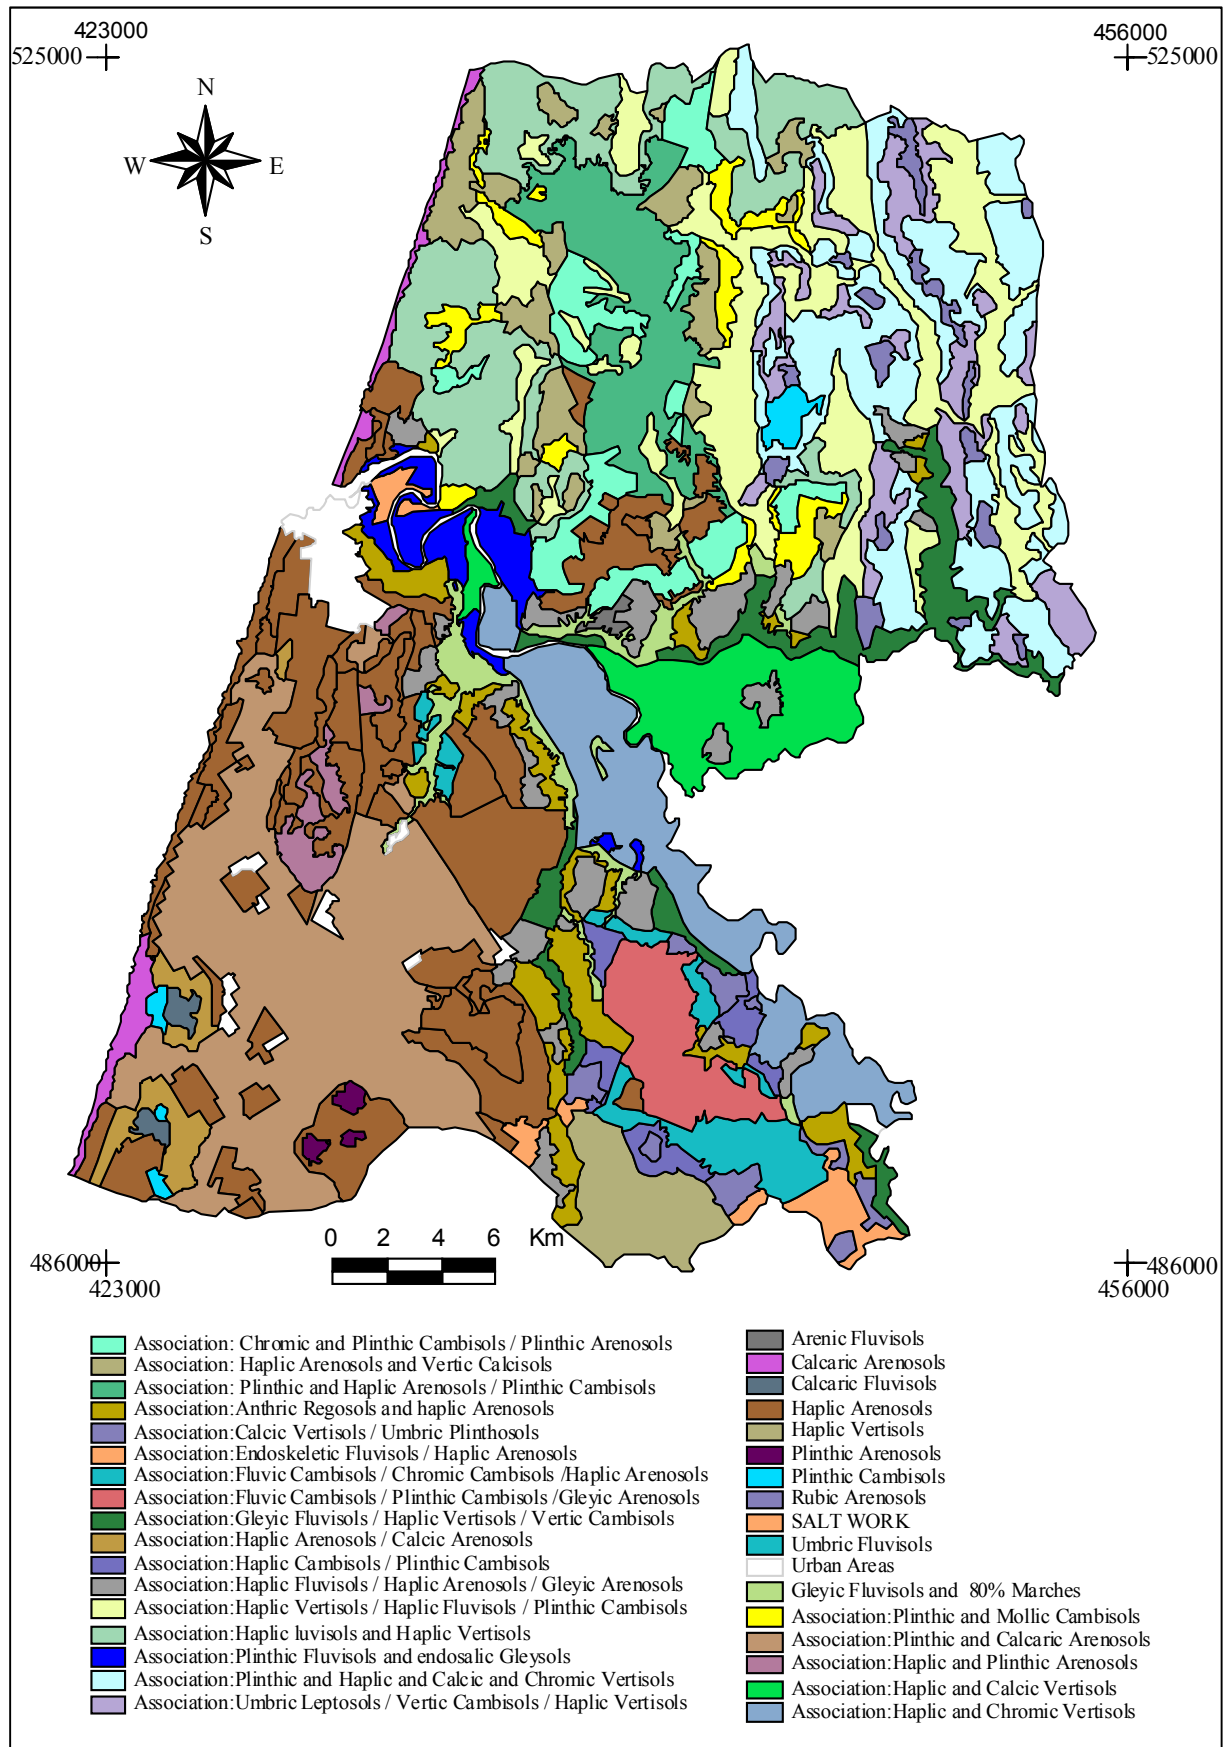 423000
456000
525000
525000
N
W
E
S
0 2 4 6 Km
486000
486000
423000
456000
Association: Chromic and Plinthic Cambisols / Plinthic Arenosols
Association: Haplic Arenosols and Vertic Calcisols
Association: Plinthic and Haplic Arenosols / Plinthic Cambisols
Association:Anthric Regosols and haplic Arenosols
Association:Calcic Vertisols / Umbric Plinthosols
Association:Endoskeletic Fluvisols / Haplic Arenosols
Association:Fluvic Cambisols / Chromic Cambisols /Haplic Arenosols
Association:Fluvic Cambisols / Plinthic Cambisols /Gleyic Arenosols
Association:Gleyic Fluvisols / Haplic Vertisols / Vertic Cambisols
Association:Haplic Arenosols / Calcic Arenosols
Association:Haplic Cambisols / Plinthic Cambisols
Association:Haplic Fluvisols / Haplic Arenosols / Gleyic Arenosols
Association:Haplic Vertisols / Haplic Fluvisols / Plinthic Cambisols
Association:Haplic luvisols and Haplic Vertisols
Association:Plinthic Fluvisols and endosalic Gleysols
Association:Plinthic and Haplic and Calcic and Chromic Vertisols
Association:Umbric Leptosols / Vertic Cambisols / Haplic Vertisols
Arenic Fluvisols
Calcaric Arenosols
Calcaric Fluvisols
Haplic Arenosols
Haplic Vertisols
Plinthic Arenosols
Plinthic Cambisols
Rubic Arenosols
SALT WORK
Umbric Fluvisols
Urban Areas
Gleyic Fluvisols and 80% Marches
Association:Plinthic and Mollic Cambisols
Association:Plinthic and Calcaric Arenosols
Association:Haplic and Plinthic Arenosols
Association:Haplic and Calcic Vertisols
Association:Haplic and Chromic Vertisols